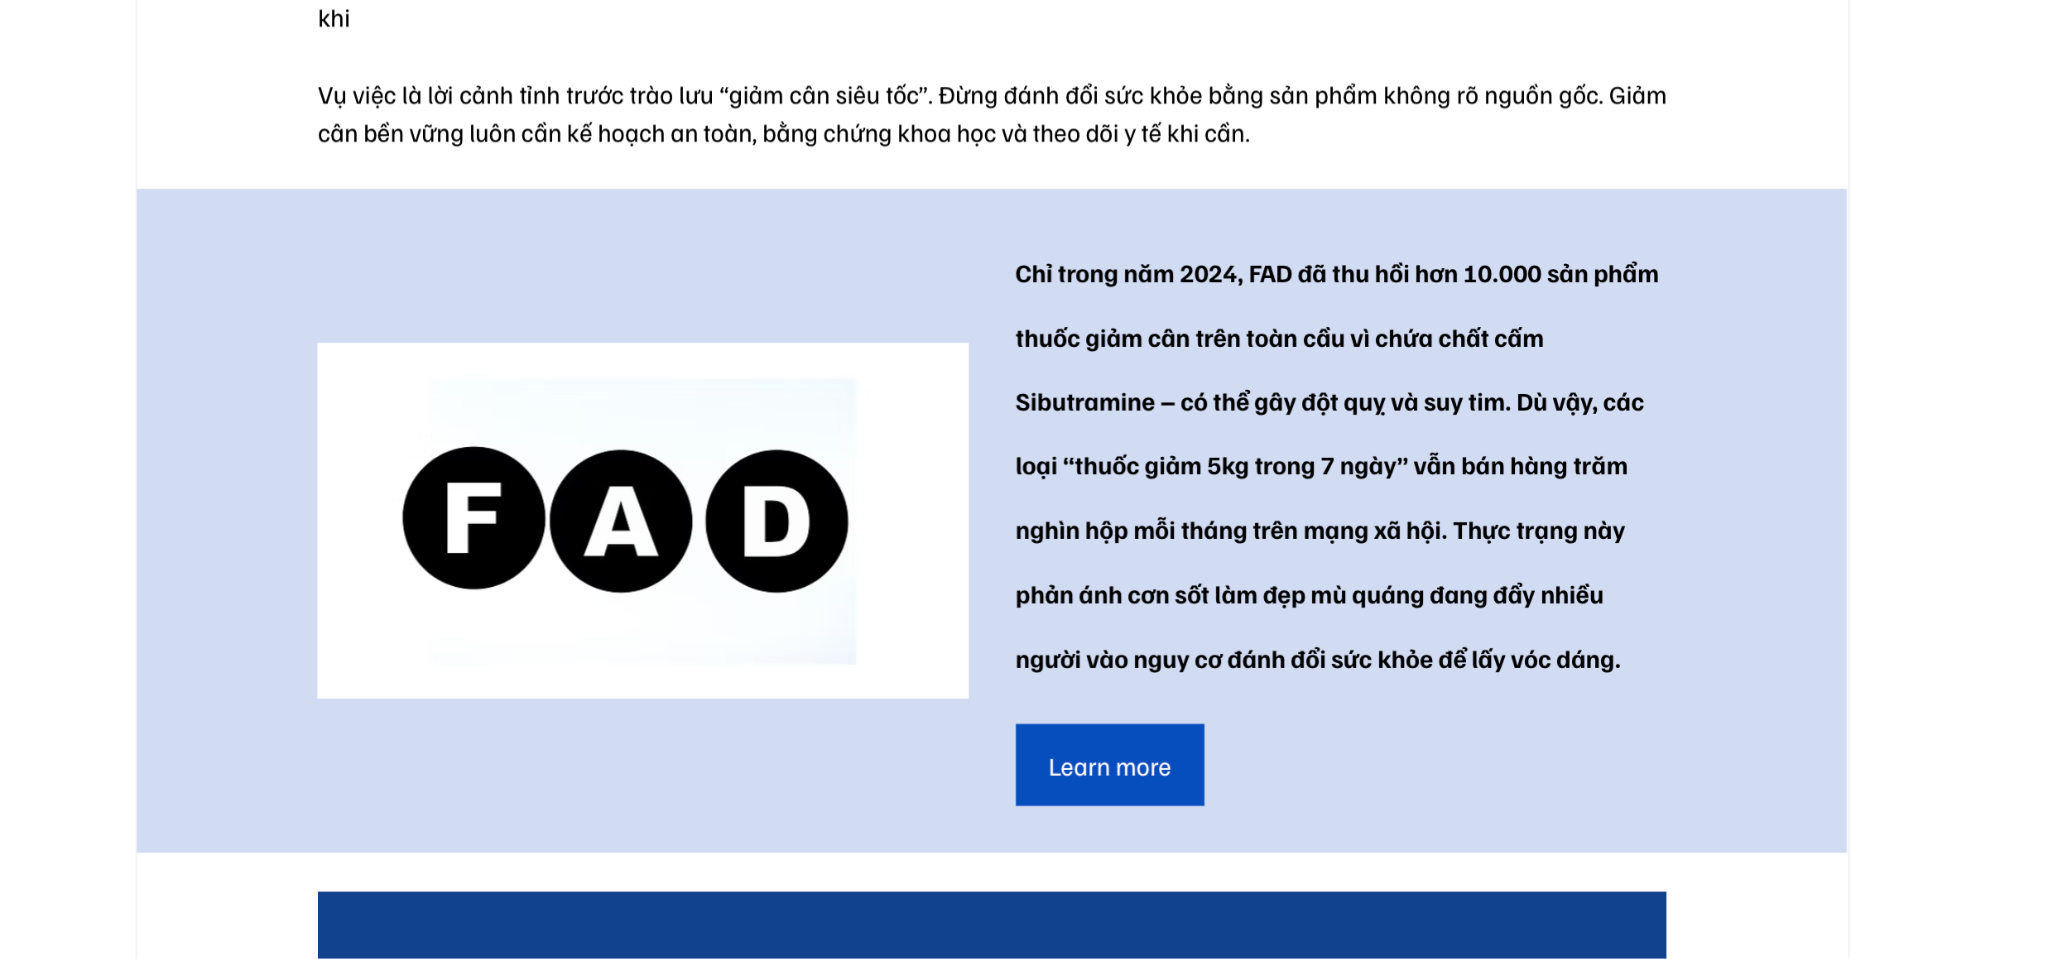 khi
Vụ việc là lời cảnh tỉnh trước trào lưu “giảm cân siêu tốc”. Đừng đánh đổi sức khỏe bằng sản phẩm không rõ nguồn gốc. Giảm
cân bền vững luôn cần kế hoạch an toàn, bằng chứng khoa học và theo dõi y tế khi cần.
FAD
Chỉ trong năm 2024, FAD đã thu hồi hơn 10.000 sản phẩm
thuốc giảm cân trên toàn cầu vì chứa chất cấm
Sibutramine – có thể gây đột quỵ và suy tim. Dù vậy, các
loại “thuốc giảm 5kg trong 7 ngày” vẫn bán hàng trăm
nghìn hộp mỗi tháng trên mạng xã hội. Thực trạng này
phản ánh cơn sốt làm đẹp mù quáng đang đẩy nhiều
người vào nguy cơ đánh đổi sức khỏe để lấy vóc dáng.
Learn more